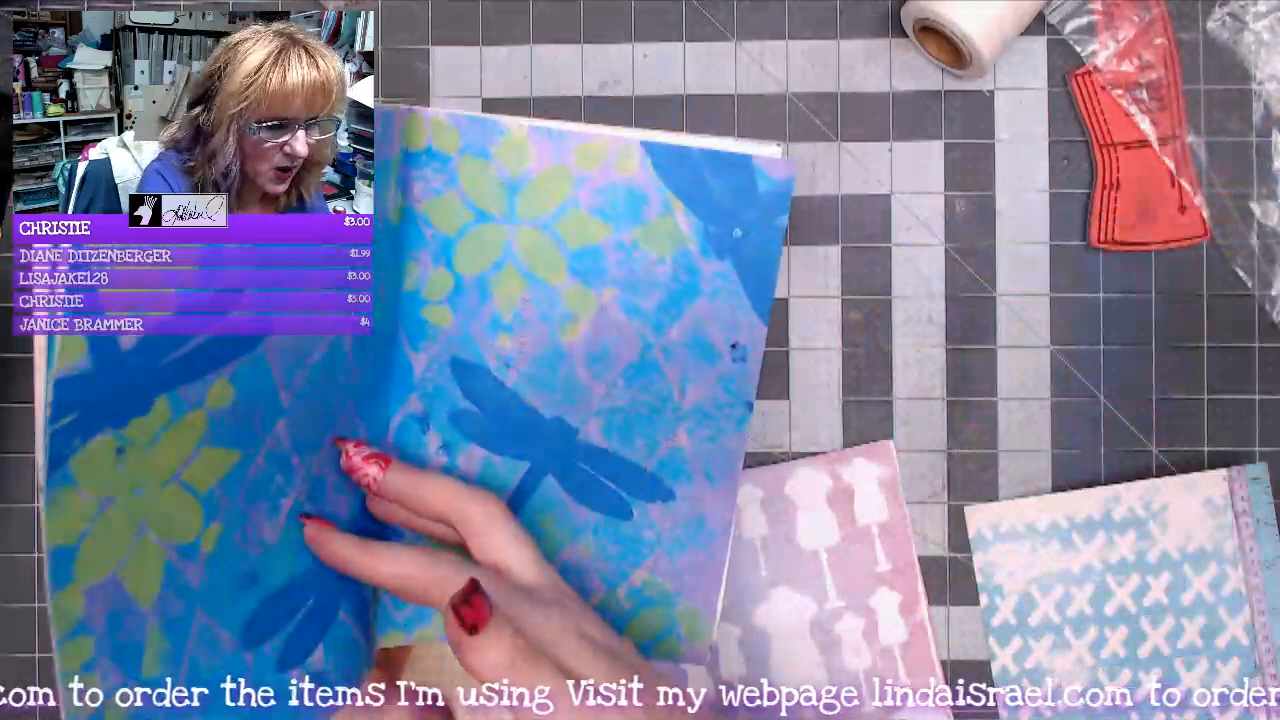 CHRISTIE $3.00
DIANE DITZENBERGER $1.99
LISAJAKE128 $3.00
CHRISTIE $3.00
JANICE BRAMMER $4
com to order the items I'm using Visit my webpage lindaisrael.com to order